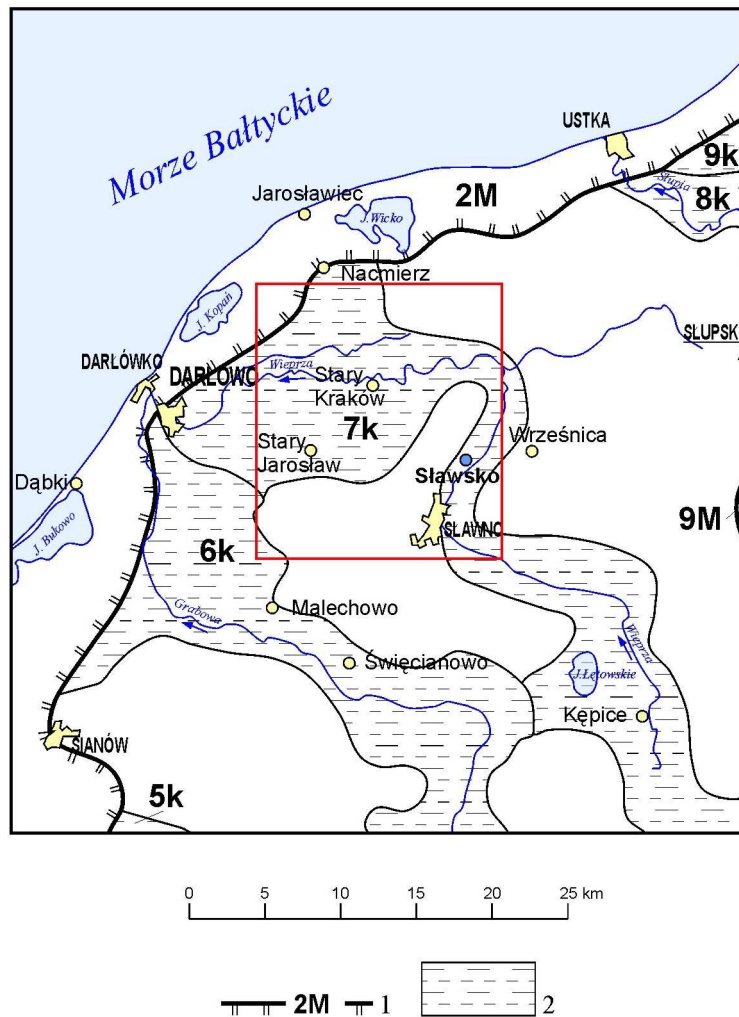 Morze Bałtyckie
USTKA
9k
Słupia
8k
Jarosławiec
2M
J. Wicko
Nacmierz
J. Kopań
SŁUPSK
DARŁÓWKO
DARŁOWO
Wieprza
Stary
Kraków
7k
Stary
Jarosław
Wrześnica
Sławsko
Dąbki
SŁAWNO
J. Bukowo
9M
6k
Malechowo
Grabowa
Wieprza
Święcianowo
J.Łętowskie
Kępice
SIANÓW
5k
0 5 10 15 20 25 km
2M 1 2